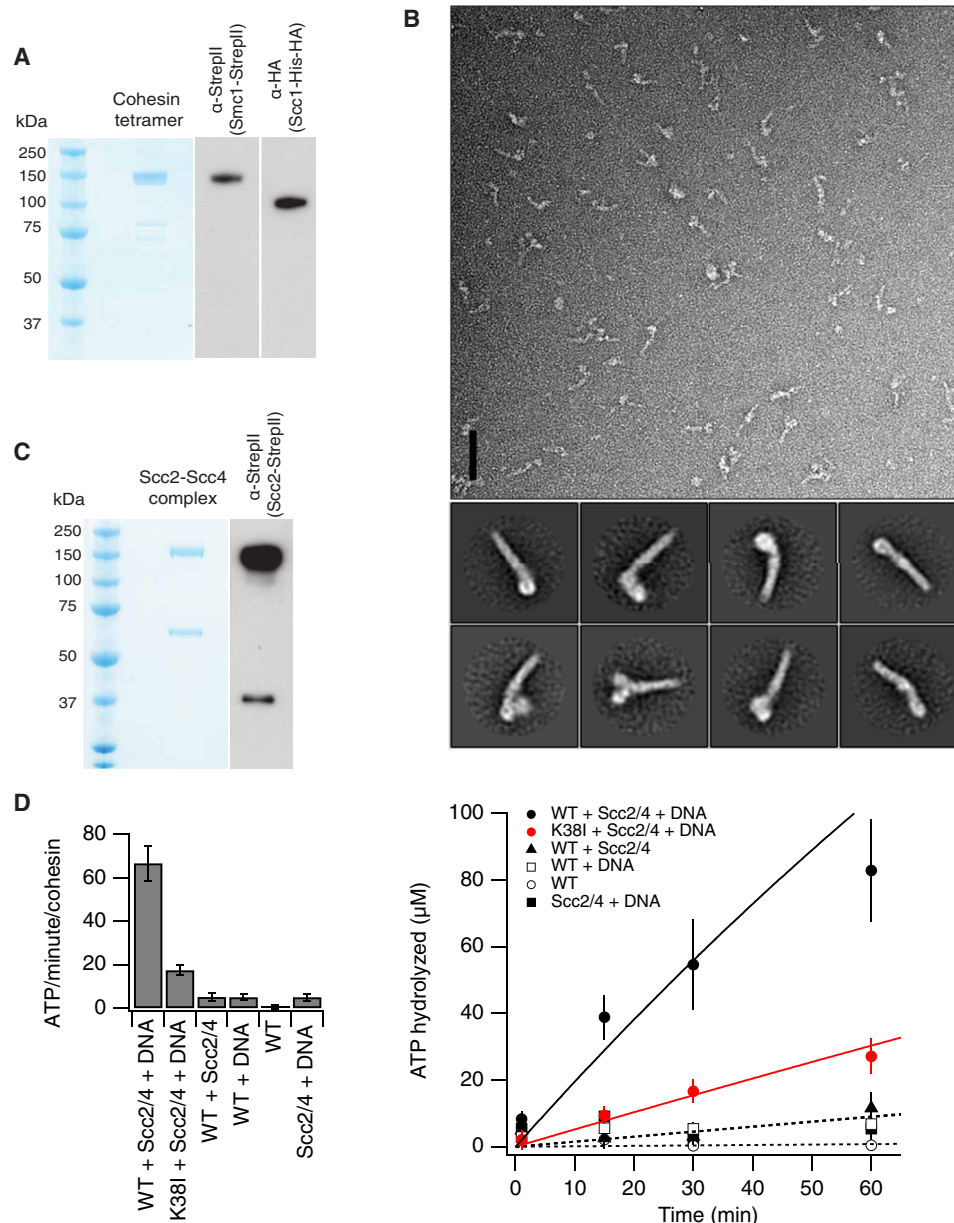 A
Cohesin
tetramer
α-StrepII
(Smc1-StrepII)
α-HA
(Scc1-His-HA)
kDa
250
150
100
75
50
37
B
C
Scc2-Scc4
complex
α-StrepII
(Scc2-StrepII)
kDa
250
150
100
75
50
37
D
ATP/minute/cohesin
80
60
40
20
0
WT + Scc2/4 + DNA
K38I + Scc2/4 + DNA
WT + Scc2/4
WT + DNA
WT
Scc2/4 + DNA
ATP hydrolyzed (µM)
100
80
60
40
20
0
WT + Scc2/4 + DNA
K38I + Scc2/4 + DNA
WT + Scc2/4
WT + DNA
WT
Scc2/4 + DNA
0
10
20
30
40
50
60
Time (min)